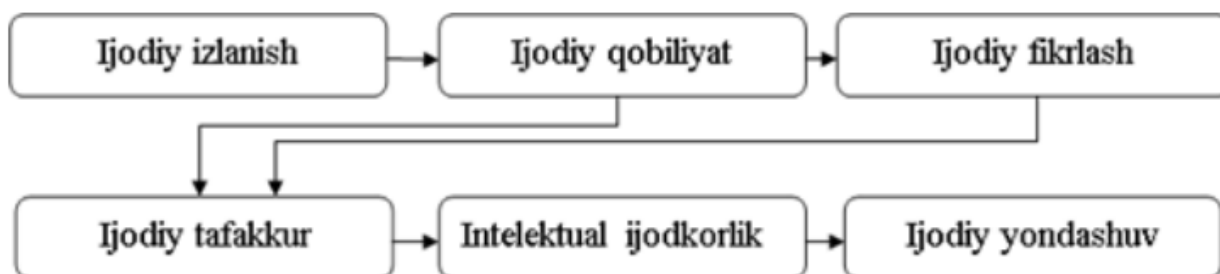 Ijodiy izlanish
Ijodiy qobiliyat
Ijodiy fikrlash
Ijodiy tafakkur
Intelektual ijodkorlik
Ijodiy yondashuv